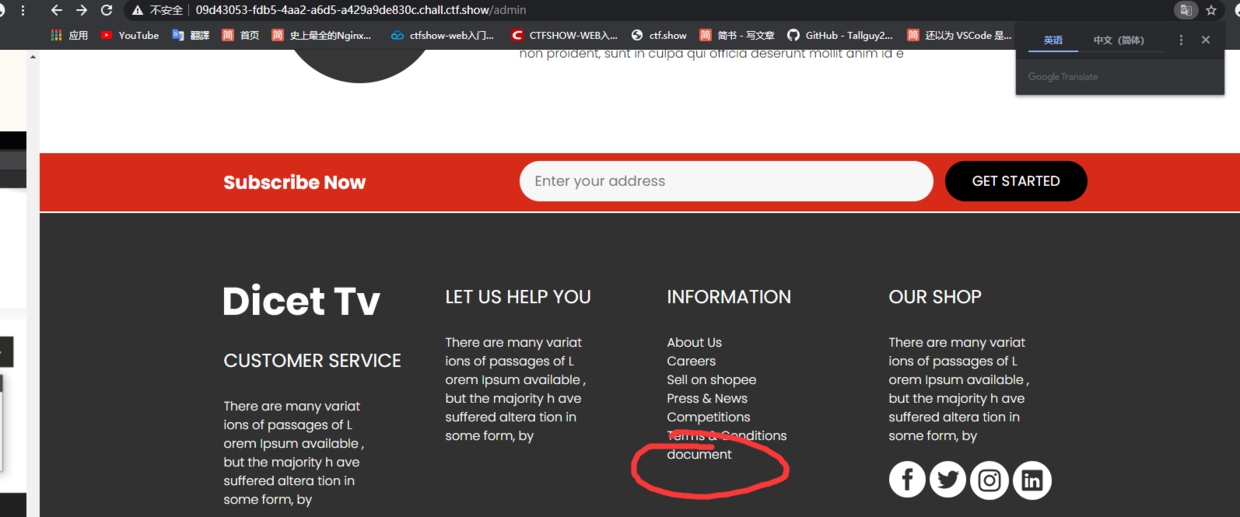 不安全 | 09d43053-fdb5-4aa2-a6d5-a429a9de830c.chall.ctf.show/admin
应用 YouTube 翻譯 简 首页 简 史上最全的Nginx... ctfshow-web入门... CTFSHOW-WEB入... ctf.show 简 简书 - 写文章 GitHub - Tallguy2... 简 还以为 VSCode 是...
英语 中文（简体）
Google Translate
non proident, sunt in culpa qui officia deserunt mollit anim id e
Subscribe Now Enter your address GET STARTED
Dicet Tv
CUSTOMER SERVICE
There are many variat
ions of passages of L
orem Ipsum available ,
but the majority h ave
suffered altera tion in
some form, by
LET US HELP YOU
There are many variat
ions of passages of L
orem Ipsum available ,
but the majority h ave
suffered altera tion in
some form, by
INFORMATION
About Us
Careers
Sell on shopee
Press & News
Competitions
Terms & Conditions
document
OUR SHOP
There are many variat
ions of passages of L
orem Ipsum available ,
but the majority h ave
suffered altera tion in
some form, by